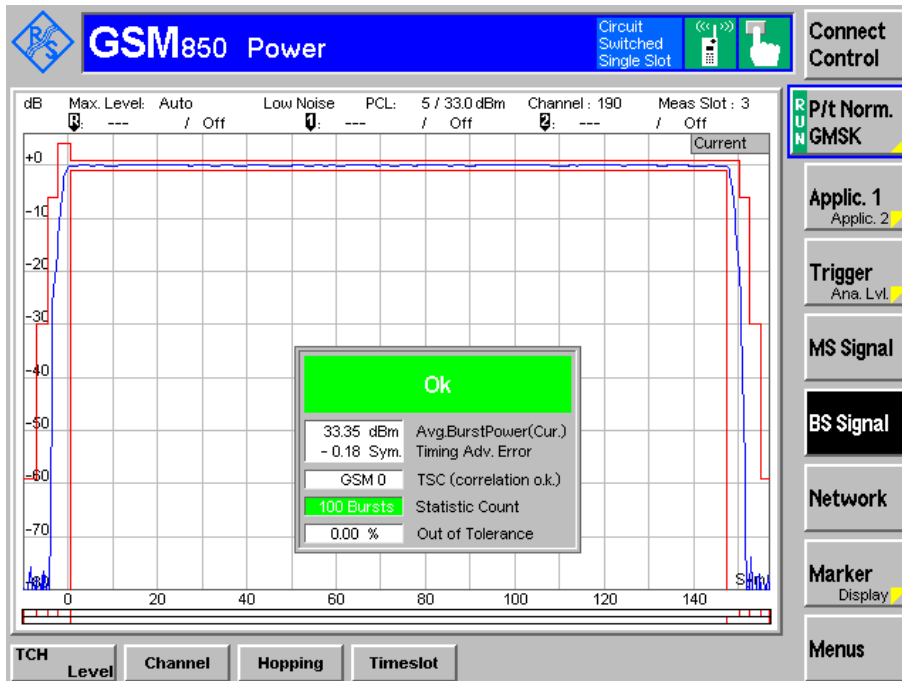 R&S
GSM850 Power
Circuit
Switched
Single Slot
Connect
Control
dB Max. Level: Auto Low Noise PCL: 5 / 33.0 dBm Channel : 190 Meas Slot : 3
R: --- / Off 1: --- / Off 2: --- / Off
RUN
P/t Norm.
GMSK
Current
+0
-10
-20
-30
-40
-50
-60
-70
-80
Applic. 1
Applic. 2
Trigger
Ana. Lvl.
MS Signal
BS Signal
Network
Marker
Display
Menus
Ok
33.35 dBm Avg.BurstPower(Cur.)
- 0.18 Sym. Timing Adv. Error
GSM 0 TSC (correlation o.k.)
100 Bursts Statistic Count
0.00 % Out of Tolerance
Sym
0 20 40 60 80 100 120 140
TCH
Level
Channel
Hopping
Timeslot